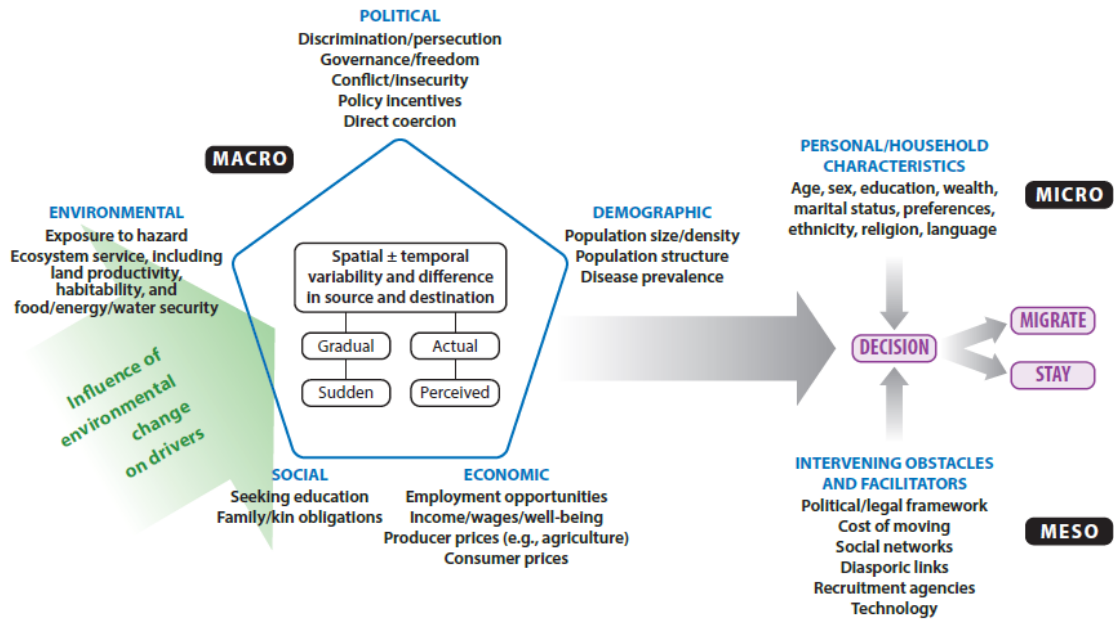 POLITICAL
Discrimination/persecution
Governance/freedom
Conflict/insecurity
Policy incentives
Direct coercion
MACRO
ENVIRONMENTAL
Exposure to hazard
Ecosystem service, including
land productivity,
habitability, and
food/energy/water security
Influence of
environmental
change
on drivers
DEMOGRAPHIC
Population size/density
Population structure
Disease prevalence
Spatial ± temporal
variability and difference
in source and destination
Gradual
Actual
Sudden
Perceived
SOCIAL
Seeking education
Family/kin obligations
ECONOMIC
Employment opportunities
Income/wages/well-being
Producer prices (e.g., agriculture)
Consumer prices
PERSONAL/HOUSEHOLD
CHARACTERISTICS
Age, sex, education, wealth,
marital status, preferences,
ethnicity, religion, language
MICRO
DECISION
MIGRATE
STAY
INTERVENING OBSTACLES
AND FACILITATORS
Political/legal framework
Cost of moving
Social networks
Diasporic links
Recruitment agencies
Technology
MESO